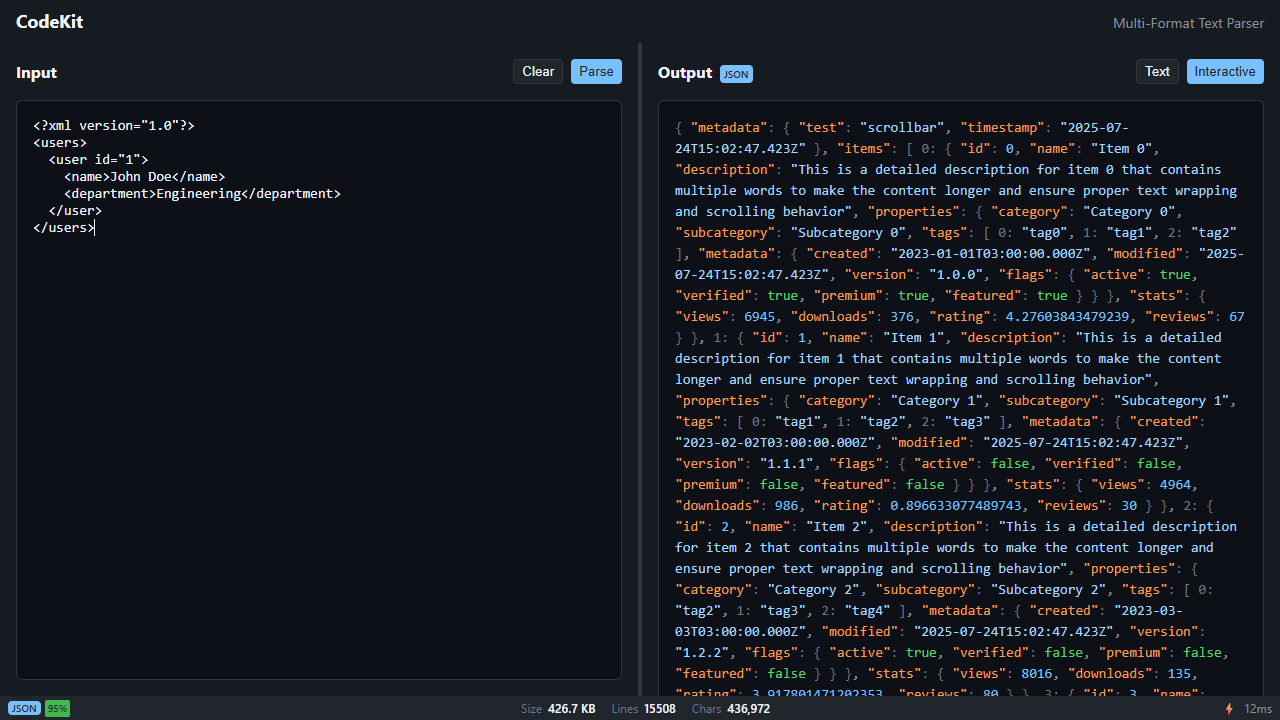 CodeKit
Multi-Format Text Parser
Input
Clear
Parse
<?xml version="1.0"?>
<users>
  <user id="1">
    <name>John Doe</name>
    <department>Engineering</department>
  </user>
</users>
Output JSON
Text
Interactive
{ "metadata": { "test": "scrollbar", "timestamp": "2025-07-
24T15:02:47.423Z" }, "items": [ 0: { "id": 0, "name": "Item 0",
"description": "This is a detailed description for item 0 that contains
multiple words to make the content longer and ensure proper text wrapping
and scrolling behavior", "properties": { "category": "Category 0",
"subcategory": "Subcategory 0", "tags": [ 0: "tag0", 1: "tag1", 2: "tag2"
], "metadata": { "created": "2023-01-01T03:00:00.000Z", "modified": "2025-
07-24T15:02:47.423Z", "version": "1.0.0", "flags": { "active": true,
"verified": true, "premium": true, "featured": true } } }, "stats": {
"views": 6945, "downloads": 376, "rating": 4.27603843479239, "reviews": 67
} }, 1: { "id": 1, "name": "Item 1", "description": "This is a detailed
description for item 1 that contains multiple words to make the content
longer and ensure proper text wrapping and scrolling behavior",
"properties": { "category": "Category 1", "subcategory": "Subcategory 1",
"tags": [ 0: "tag1", 1: "tag2", 2: "tag3" ], "metadata": { "created":
"2023-02-02T03:00:00.000Z", "modified": "2025-07-24T15:02:47.423Z",
"version": "1.1.1", "flags": { "active": false, "verified": false,
"premium": false, "featured": false } } }, "stats": { "views": 4964,
"downloads": 986, "rating": 0.896633077489743, "reviews": 30 } }, 2: {
"id": 2, "name": "Item 2", "description": "This is a detailed description
for item 2 that contains multiple words to make the content longer and
ensure proper text wrapping and scrolling behavior", "properties": {
"category": "Category 2", "subcategory": "Subcategory 2", "tags": [ 0:
"tag2", 1: "tag3", 2: "tag4" ], "metadata": { "created": "2023-03-
03T03:00:00.000Z", "modified": "2025-07-24T15:02:47.423Z", "version":
"1.2.2", "flags": { "active": true, "verified": false, "premium": false,
"featured": false } } }, "stats": { "views": 8016, "downloads": 135,
"rating": 3.917801471202353, "reviews": 80 } }, 3: { "id": 3, "name":
JSON 95%
Size 426.7 KB Lines 15508 Chars 436,972
12ms